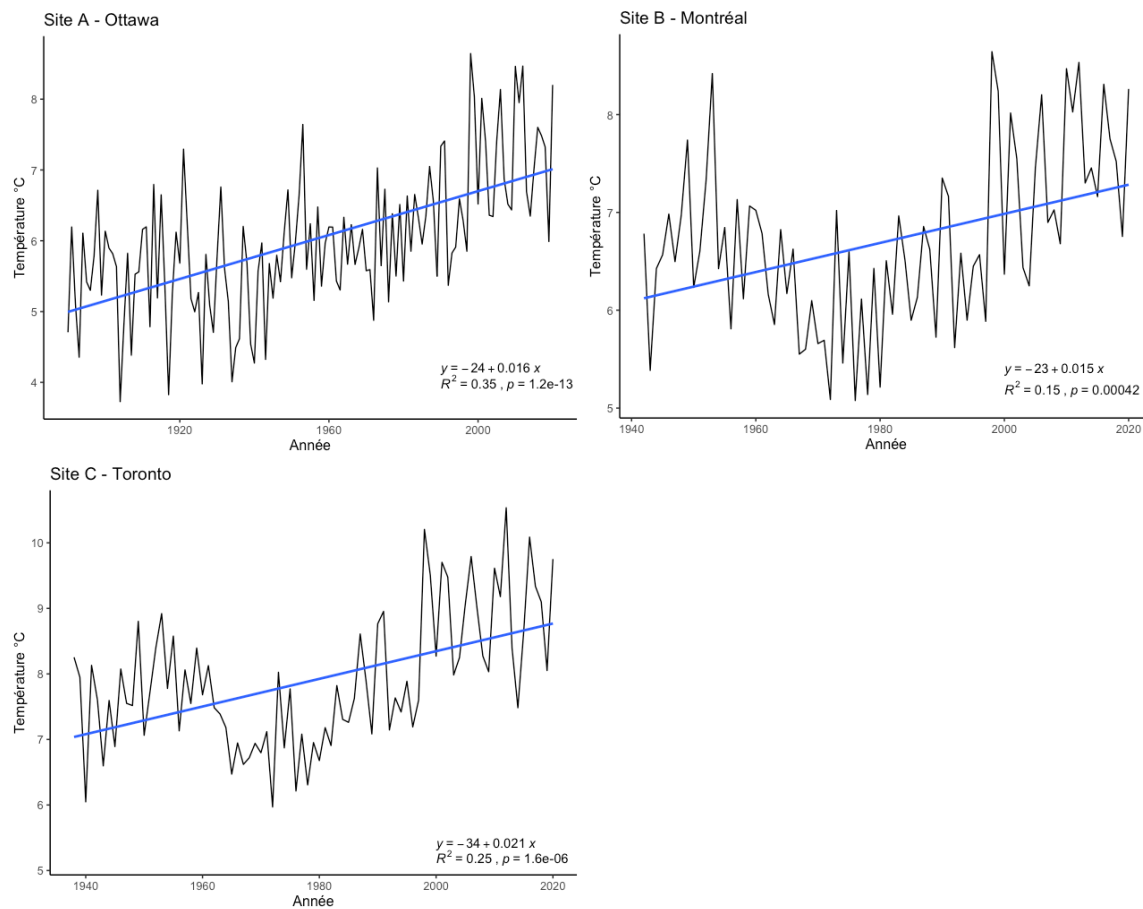 Site A - Ottawa
Température °C
8
7
6
5
4
1920
1960
2000
Année
y = − 24 + 0.016 x
R² = 0.35 , p = 1.2e-13
Site B - Montréal
Température °C
8
7
6
5
1940
1960
1980
2000
2020
Année
y = − 23 + 0.015 x
R² = 0.15 , p = 0.00042
Site C - Toronto
Température °C
10
9
8
7
6
5
1940
1960
1980
2000
2020
Année
y = − 34 + 0.021 x
R² = 0.25 , p = 1.6e-06